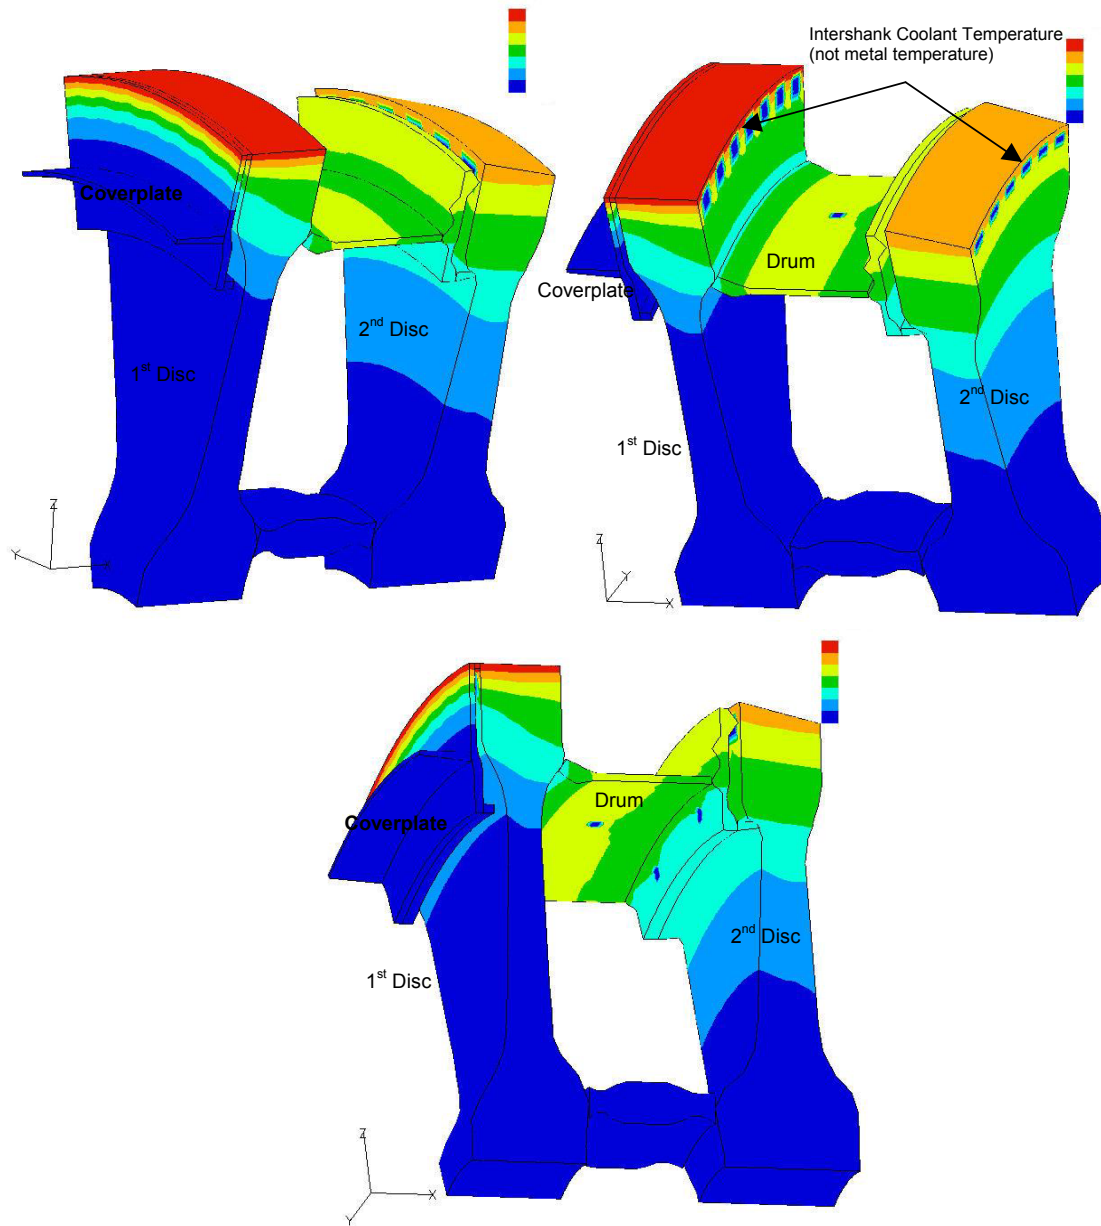 Intershank Coolant Temperature
(not metal temperature)
Coverplate
1st Disc
2nd Disc
Z
Y
Drum
Coverplate
1st Disc
2nd Disc
Z
Y
X
Drum
Coverplate
2nd Disc
1st Disc
Z
X
Y